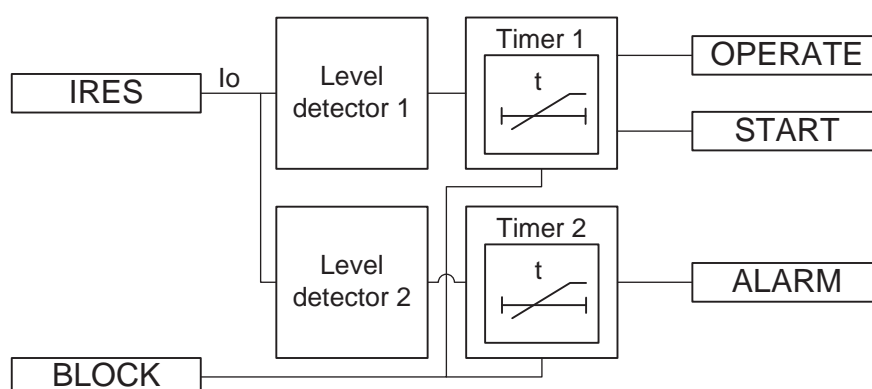 Timer 1
OPERATE
t
IRES
Io
Level
detector 1
START
Timer 2
t
Level
detector 2
ALARM
BLOCK